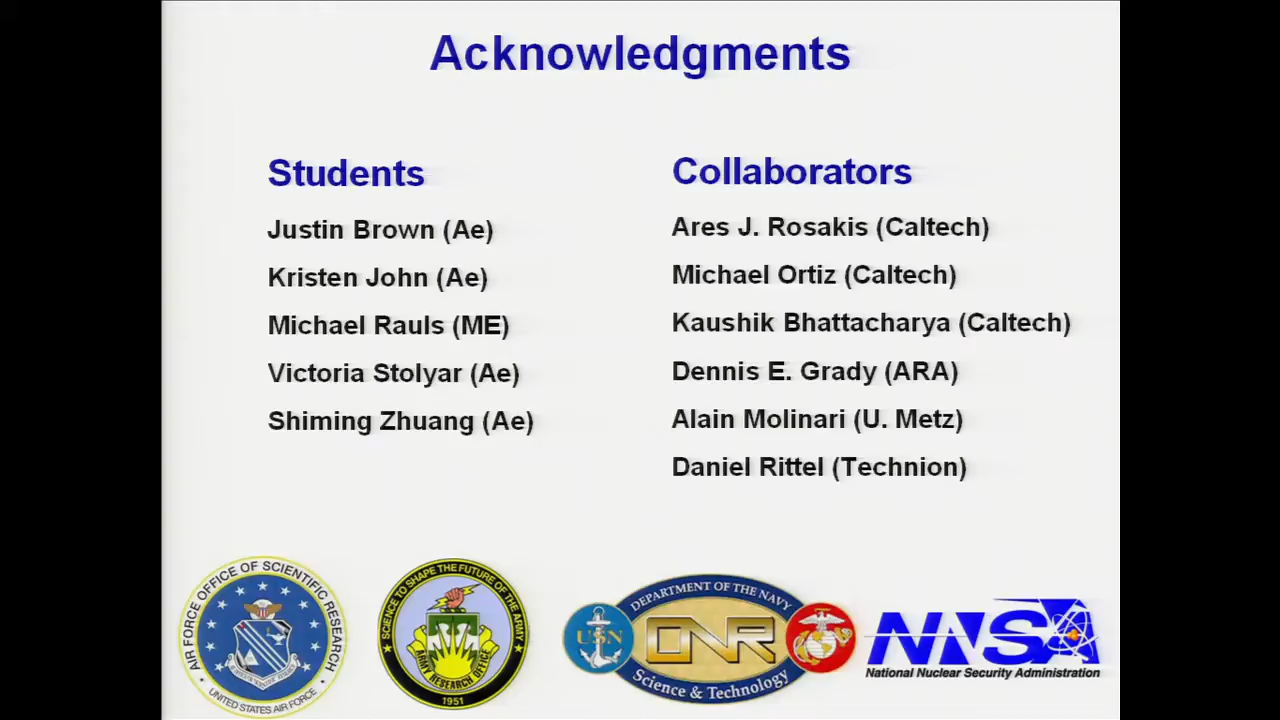 Acknowledgments
Students
Justin Brown (Ae)
Kristen John (Ae)
Michael Rauls (ME)
Victoria Stolyar (Ae)
Shiming Zhuang (Ae)
Collaborators
Ares J. Rosakis (Caltech)
Michael Ortiz (Caltech)
Kaushik Bhattacharya (Caltech)
Dennis E. Grady (ARA)
Alain Molinari (U. Metz)
Daniel Rittel (Technion)
AIR FORCE OFFICE OF SCIENTIFIC RESEARCH
UNITED STATES AIR FORCE
SCIENCE TO SHAPE THE FUTURE OF THE ARMY
ARMY RESEARCH OFFICE
1951
DEPARTMENT OF THE NAVY
USN
ONR
Science & Technology
NNSA
National Nuclear Security Administration